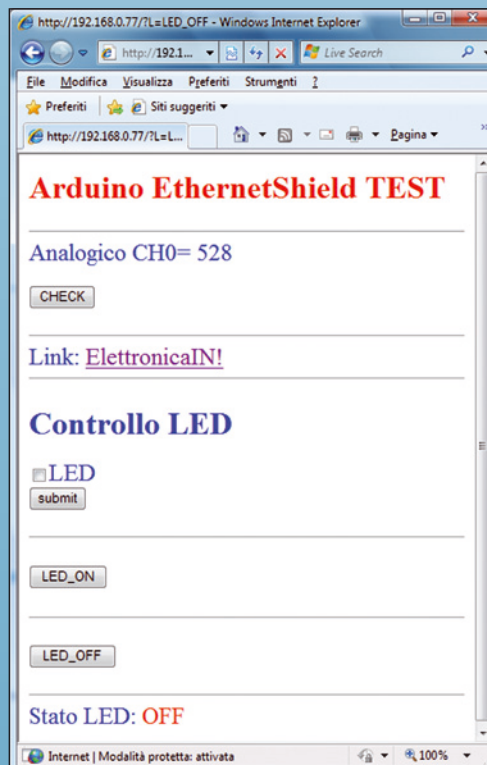 http://192.168.0.77/?L=LED_OFF - Windows Internet Explorer
http://192.1... Live Search
File Modifica Visualizza Preferiti Strumenti ?
Preferiti Siti suggeriti
http://192.168.0.77/?L=L... Pagina »
Arduino EthernetShield TEST
Analogico CH0= 528
CHECK
Link: ElettronicaIN!
Controllo LED
LED
submit
LED_ON
LED_OFF
Stato LED: OFF
Internet | Modalità protetta: attivata 100%